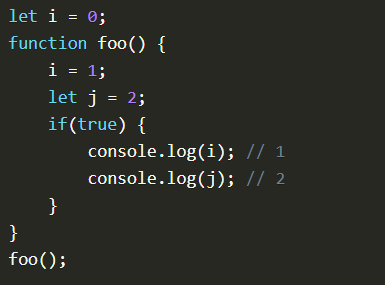 let i = 0;
function foo() {
    i = 1;
    let j = 2;
    if(true) {
        console.log(i); // 1
        console.log(j); // 2
    }
}
foo();